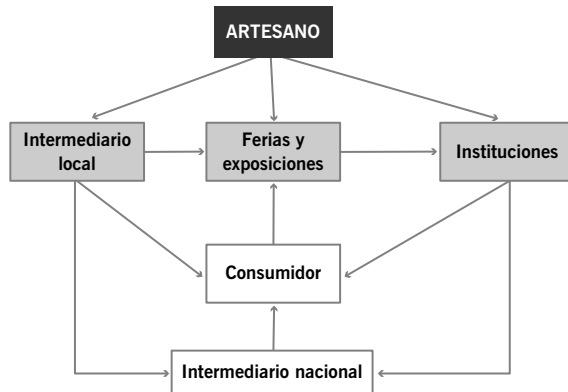 ARTESANO
Intermediario
local
Ferias y
exposiciones
Instituciones
Consumidor
Intermediario nacional